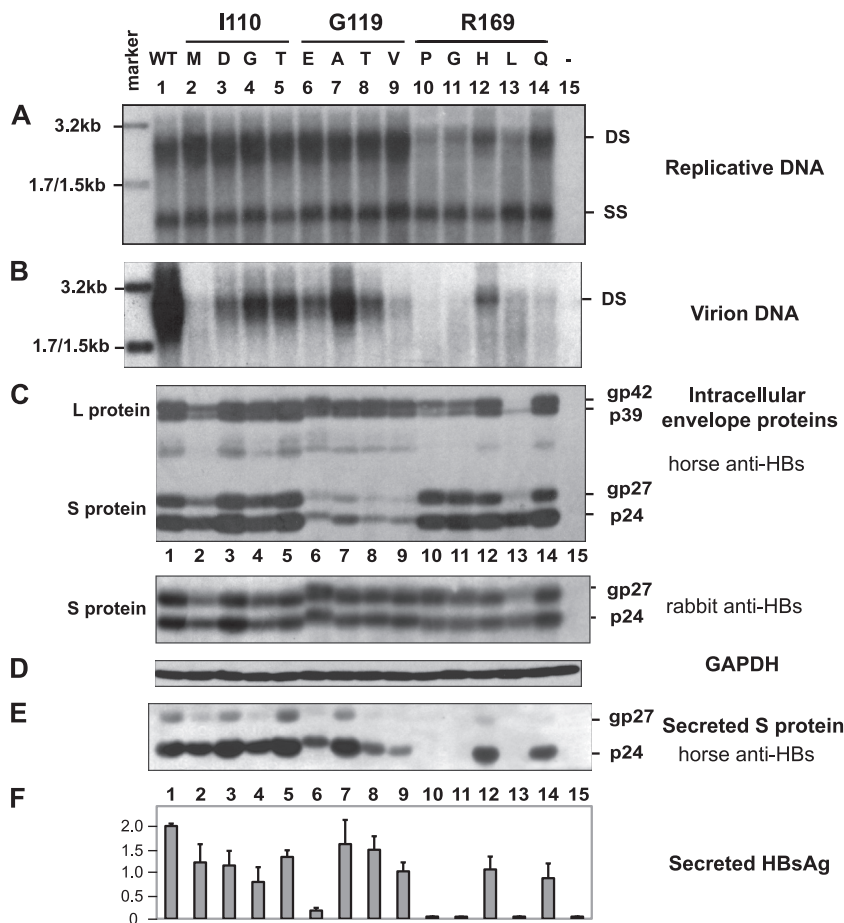 I110 G119 R169
marker WT M D G T E A T V P G H L Q -
1 2 3 4 5 6 7 8 9 10 11 12 13 14 15
A
3.2kb
1.7/1.5kb
DS
SS
Replicative DNA
B
3.2kb
1.7/1.5kb
DS
Virion DNA
C
L protein
S protein
gp42
p39
gp27
p24
Intracellular
envelope proteins
horse anti-HBs
1 2 3 4 5 6 7 8 9 10 11 12 13 14 15
S protein
gp27
p24
rabbit anti-HBs
D
GAPDH
E
gp27
p24
Secreted S protein
horse anti-HBs
F
1 2 3 4 5 6 7 8 9 10 11 12 13 14 15
2.0
1.5
1.0
0.5
0
Secreted HBsAg